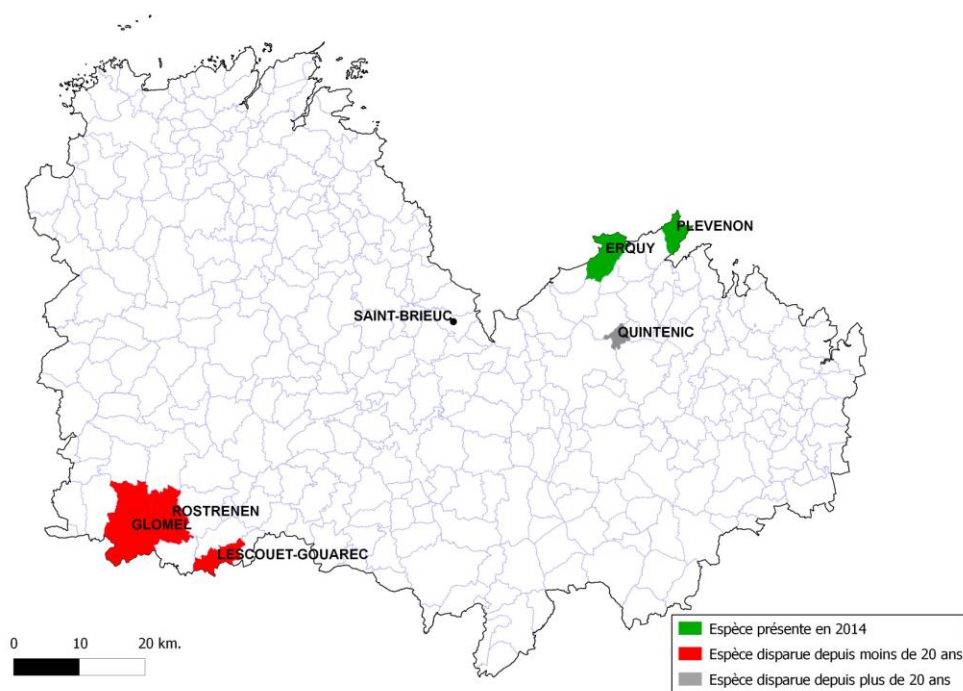 PLEVENON
ERQUY
SAINT-BRIEUC
QUINTENIC
ROSTRENEN
GLOMEL
LESCOUET-GOUAREC
0 10 20 km.
Espèce présente en 2014
Espèce disparue depuis moins de 20 ans
Espèce disparue depuis plus de 20 ans